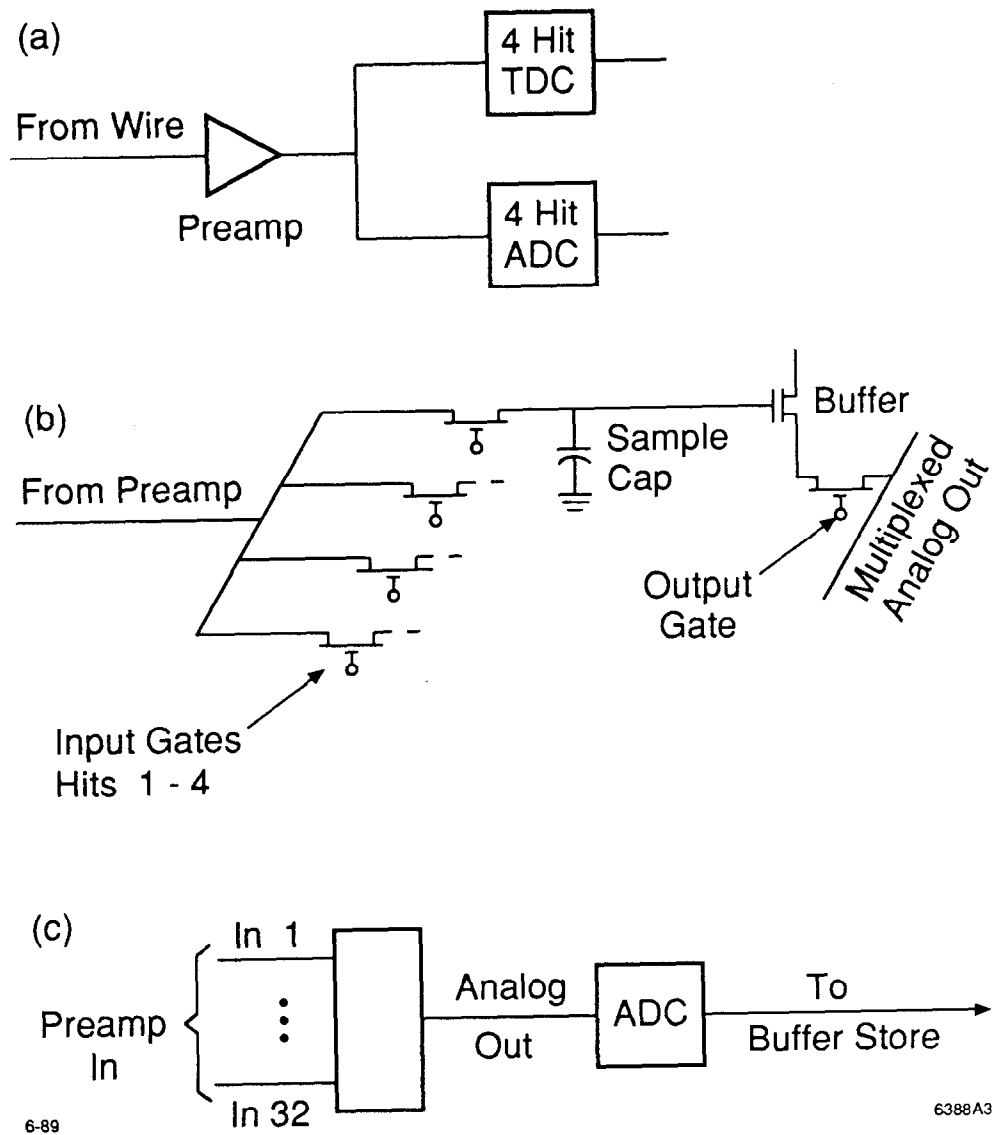 (a)
4 Hit
TDC
From Wire
Preamp
4 Hit
ADC
(b)
Buffer
Sample
Cap
From Preamp
Multiplexed
Analog Out
Output
Gate
Input Gates
Hits 1 - 4
(c)
In 1
Preamp
In
In 32
Analog
Out
ADC
To
Buffer Store
6-89
6388A3